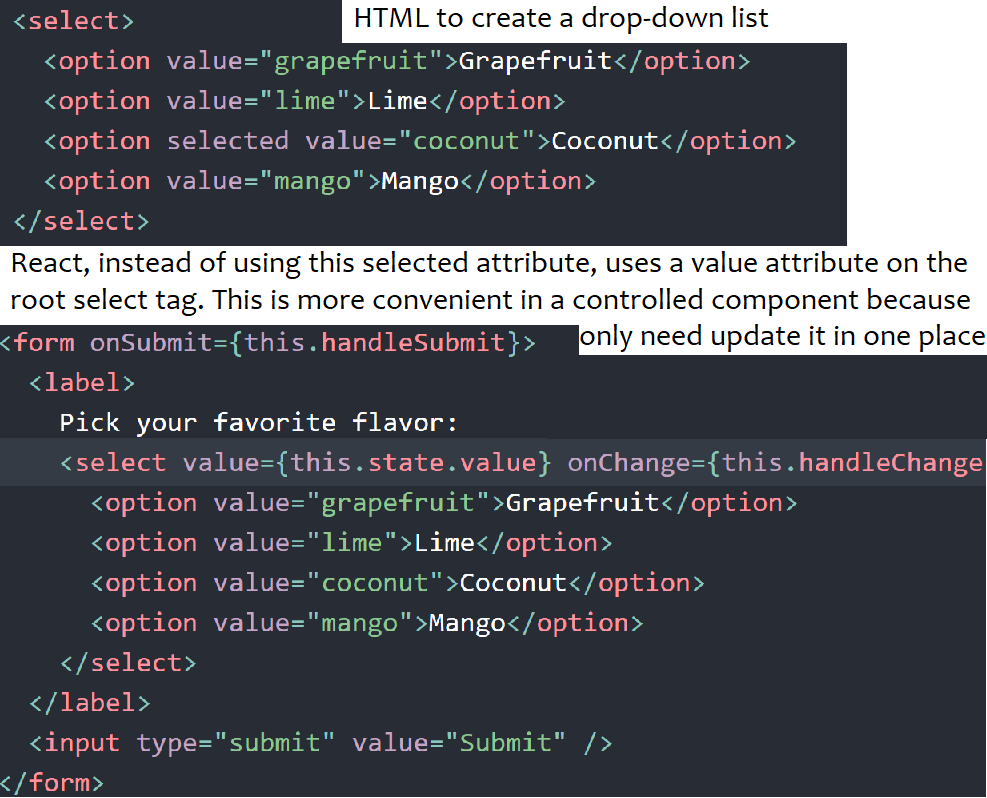 <select>
HTML to create a drop-down list
<option value="grapefruit">Grapefruit</option>
<option value="lime">Lime</option>
<option selected value="coconut">Coconut</option>
<option value="mango">Mango</option>
</select>
React, instead of using this selected attribute, uses a value attribute on the
root select tag. This is more convenient in a controlled component because
only need update it in one place
<form onSubmit={this.handleSubmit}>
<label>
Pick your favorite flavor:
<select value={this.state.value} onChange={this.handleChange
<option value="grapefruit">Grapefruit</option>
<option value="lime">Lime</option>
<option value="coconut">Coconut</option>
<option value="mango">Mango</option>
</select>
</label>
<input type="submit" value="Submit" />
</form>